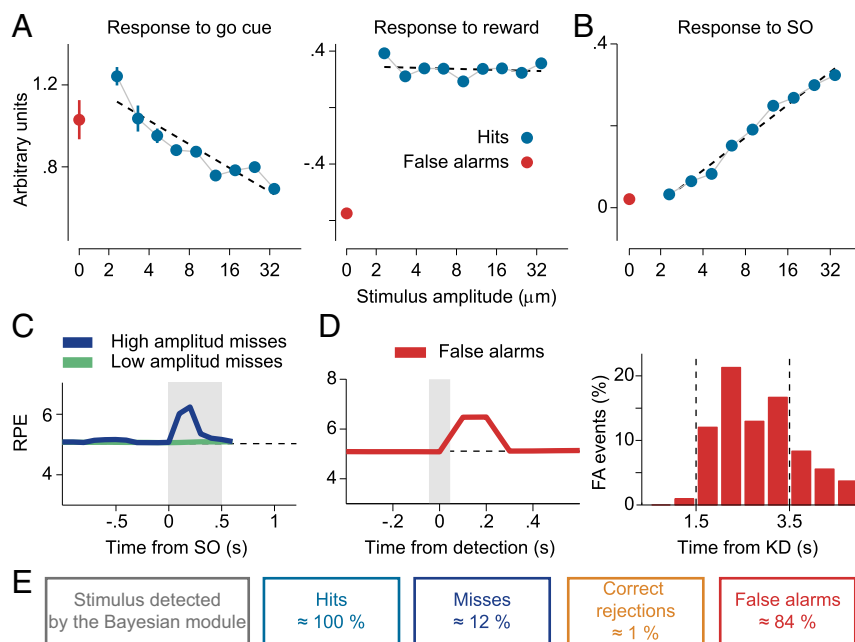 A
Response to go cue
Response to reward
B
Response to SO
Arbitrary units
1.2
.8
.4
-.4
.4
0
Hits
False alarms
0 2 4 8 16 32
0 2 4 8 16 32
0 2 4 8 16 32
Stimulus amplitude (μm)
C
High amplitud misses
Low amplitud misses
D
False alarms
RPE
6
4
-.5 0 .5 1
Time from SO (s)
8
6
4
-.2 0 .2 .4
Time from detection (s)
FA events (%)
20
10
0
1.5 3.5
Time from KD (s)
E
Stimulus detected
by the Bayesian module
Hits
≈ 100 %
Misses
≈ 12 %
Correct
rejections
≈ 1 %
False alarms
≈ 84 %